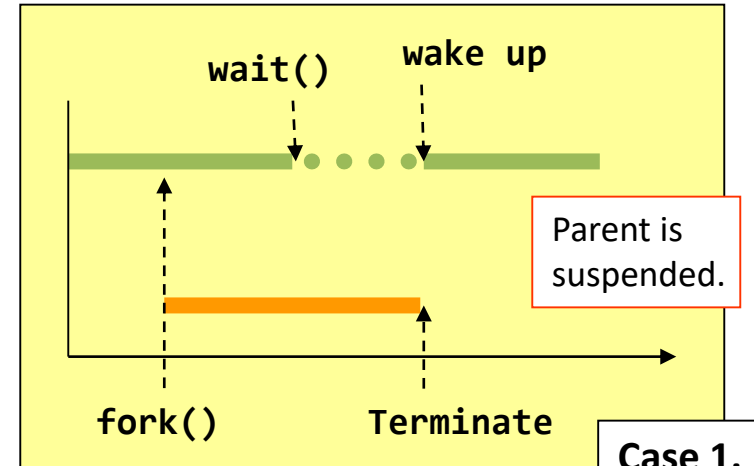 wait()
wake up
Parent is
suspended.
fork()
Terminate
Case 1.